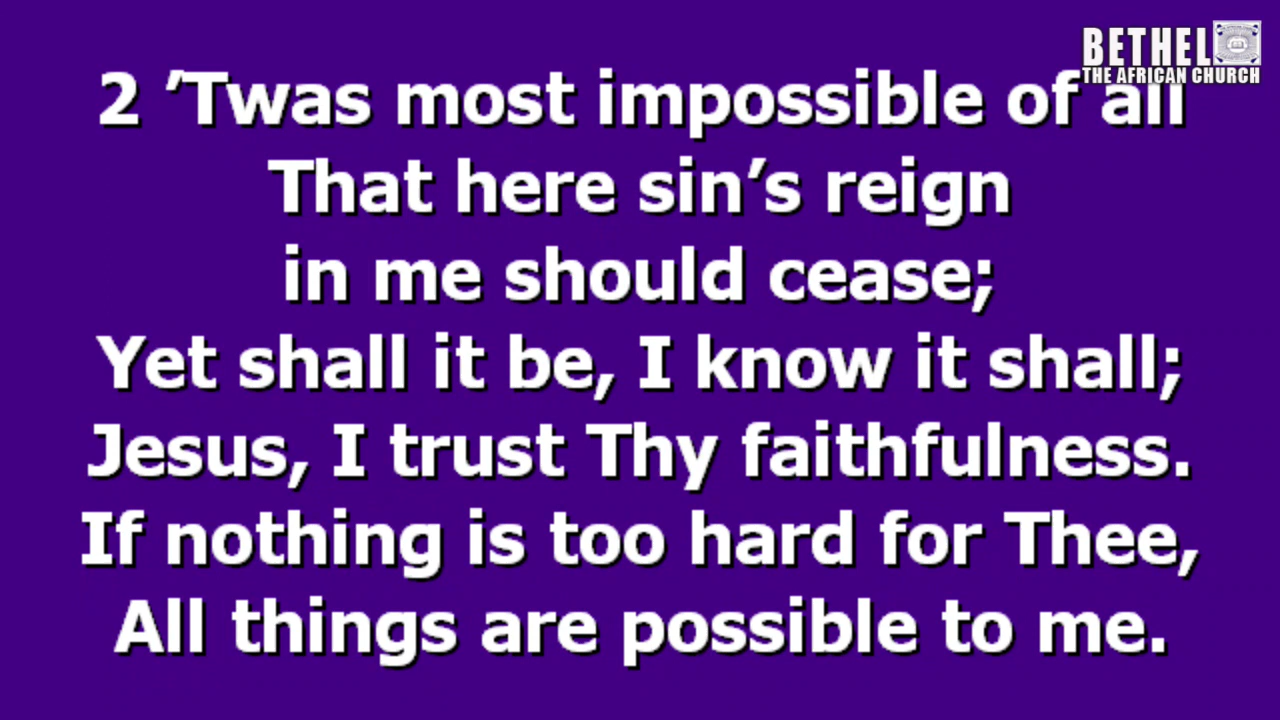 BETHEL
THE AFRICAN CHURCH
2 ’Twas most impossible of all
That here sin’s reign
in me should cease;
Yet shall it be, I know it shall;
Jesus, I trust Thy faithfulness.
If nothing is too hard for Thee,
All things are possible to me.